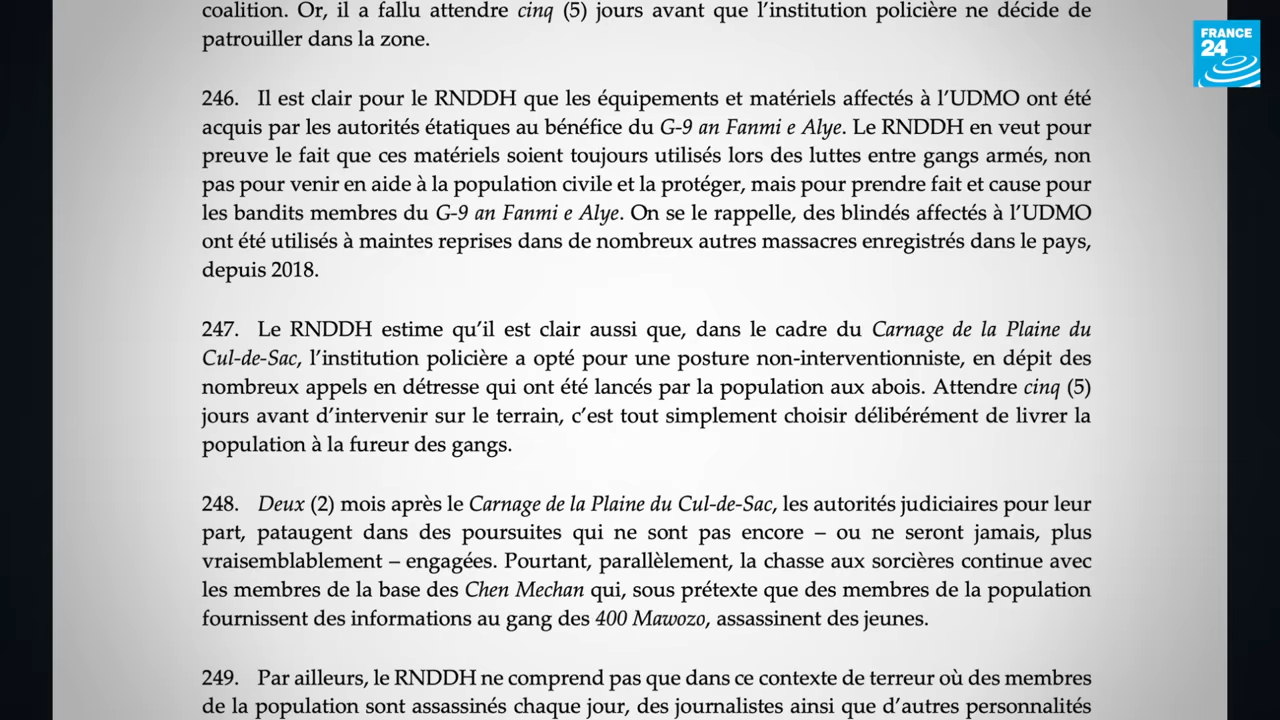 coalition. Or, il a fallu attendre cinq (5) jours avant que l’institution policière ne décide de
patrouiller dans la zone.
FRANCE
24
246. Il est clair pour le RNDDH que les équipements et matériels affectés à l’UDMO ont été
acquis par les autorités étatiques au bénéfice du G-9 an Fanmi e Alye. Le RNDDH en veut pour
preuve le fait que ces matériels soient toujours utilisés lors des luttes entre gangs armés, non
pas pour venir en aide à la population civile et la protéger, mais pour prendre fait et cause pour
les bandits membres du G-9 an Fanmi e Alye. On se le rappelle, des blindés affectés à l’UDMO
ont été utilisés à maintes reprises dans de nombreux autres massacres enregistrés dans le pays,
depuis 2018.
247. Le RNDDH estime qu’il est clair aussi que, dans le cadre du Carnage de la Plaine du
Cul-de-Sac, l’institution policière a opté pour une posture non-interventionniste, en dépit des
nombreux appels en détresse qui ont été lancés par la population aux abois. Attendre cinq (5)
jours avant d’intervenir sur le terrain, c’est tout simplement choisir délibérément de livrer la
population à la fureur des gangs.
248. Deux (2) mois après le Carnage de la Plaine du Cul-de-Sac, les autorités judiciaires pour leur
part, pataugent dans des poursuites qui ne sont pas encore – ou ne seront jamais, plus
vraisemblablement – engagées. Pourtant, parallèlement, la chasse aux sorcières continue avec
les membres de la base des Chen Mechan qui, sous prétexte que des membres de la population
fournissent des informations au gang des 400 Mawozo, assassinent des jeunes.
249. Par ailleurs, le RNDDH ne comprend pas que dans ce contexte de terreur où des membres
de la population sont assassinés chaque jour, des journalistes ainsi que d’autres personnalités